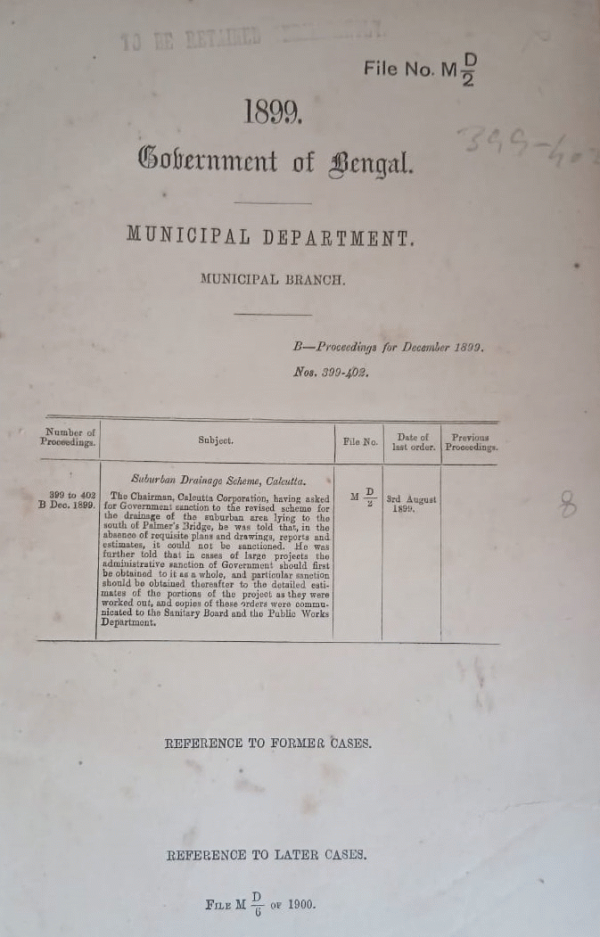 TO BE RETAINED PERMANENTLY.
File No. M D/2
1899.
399-402
Government of Bengal.
MUNICIPAL DEPARTMENT.
MUNICIPAL BRANCH.
B—Proceedings for December 1899.
Nos. 399-402.
Number of Proceedings.
Subject.
File No.
Date of last order.
Previous Proceedings.
399 to 402
B Dec. 1899.
Suburban Drainage Scheme, Calcutta.
The Chairman, Calcutta Corporation, having asked
for Government sanction to the revised scheme for
the drainage of the suburban area lying to the
south of Palmer's Bridge, he was told that, in the
absence of requisite plans and drawings, reports and
estimates, it could not be sanctioned. He was
further told that in cases of large projects the
administrative sanction of Government should first
be obtained to it as a whole, and particular sanction
should be obtained thereafter to the detailed esti-
mates of the portions of the project as they were
worked out, and copies of these orders were commu-
nicated to the Sanitary Board and the Public Works
Department.
M D/2
3rd August
1899.
8
REFERENCE TO FORMER CASES.
REFERENCE TO LATER CASES.
FILE M D/6 OF 1900.